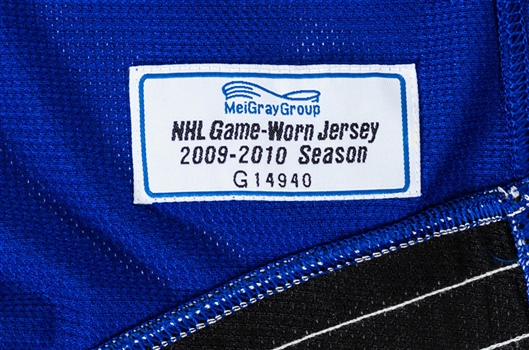 MeiGrayGroup
NHL Game-Worn Jersey
2009-2010 Season
G14940